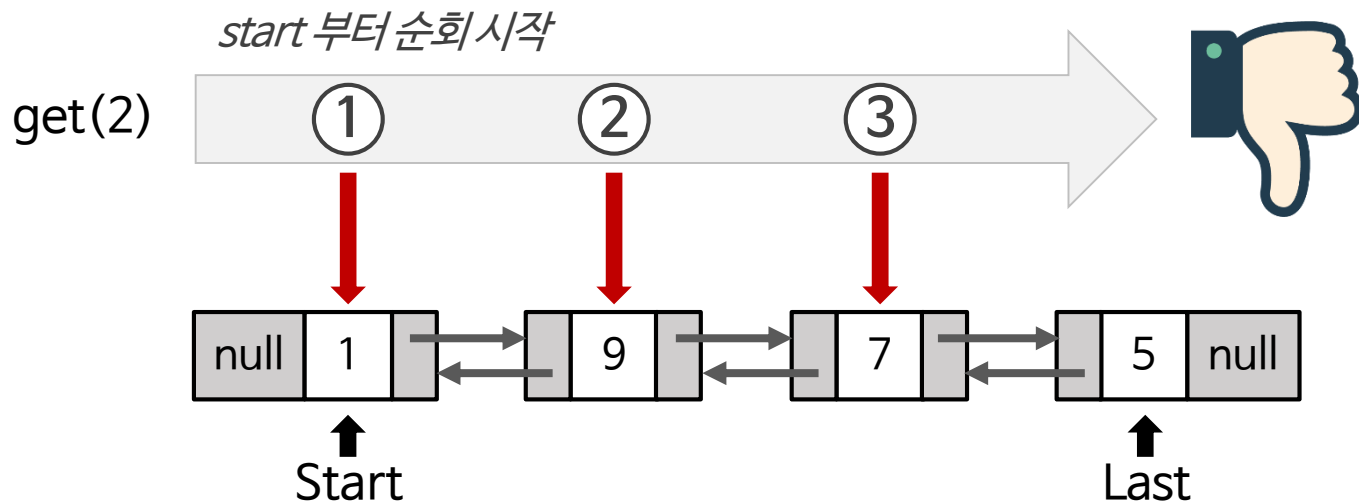 start 부터 순회 시작
get(2)
① ② ③
null 1 9 7 5 null
Start Last